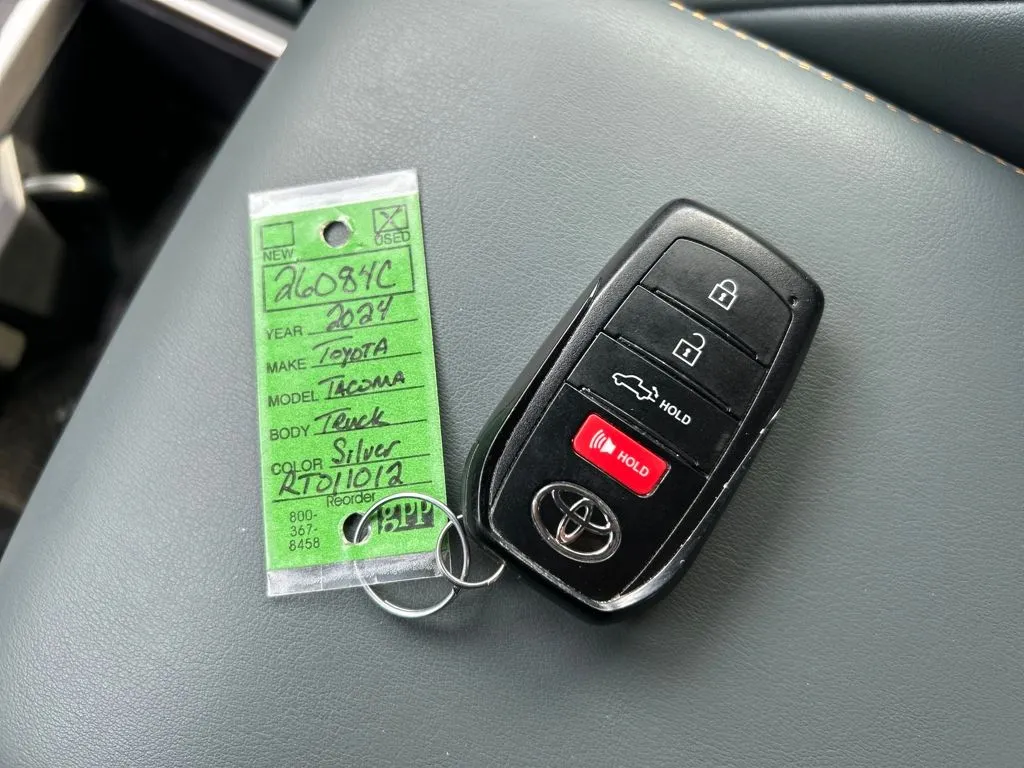 NEW
USED
26084C
YEAR 2024
MAKE TOYOTA
MODEL TACOMA
BODY TRUCK
COLOR Silver
RT011012
Reorder
800-
367-
8458
gpp
HOLD
HOLD